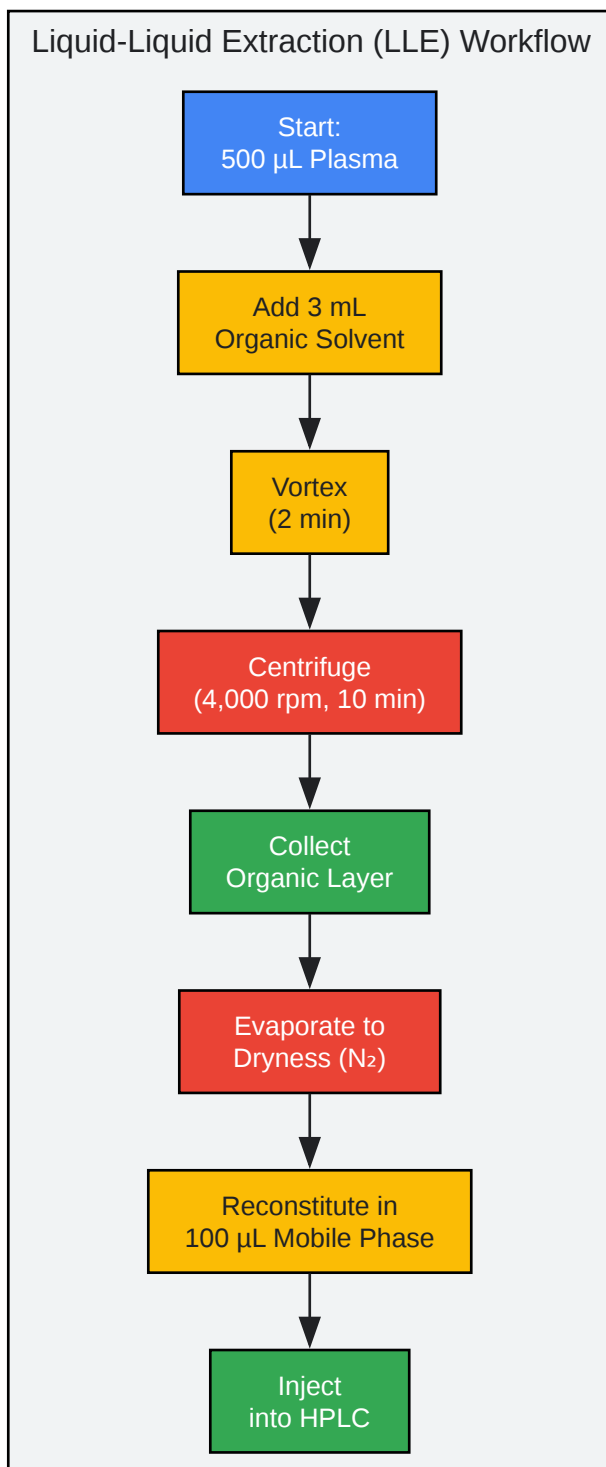 Liquid-Liquid Extraction (LLE) Workflow
Start:
500 µL Plasma
Add 3 mL
Organic Solvent
Vortex
(2 min)
Centrifuge
(4,000 rpm, 10 min)
Collect
Organic Layer
Evaporate to
Dryness (N₂)
Reconstitute in
100 µL Mobile Phase
Inject
into HPLC